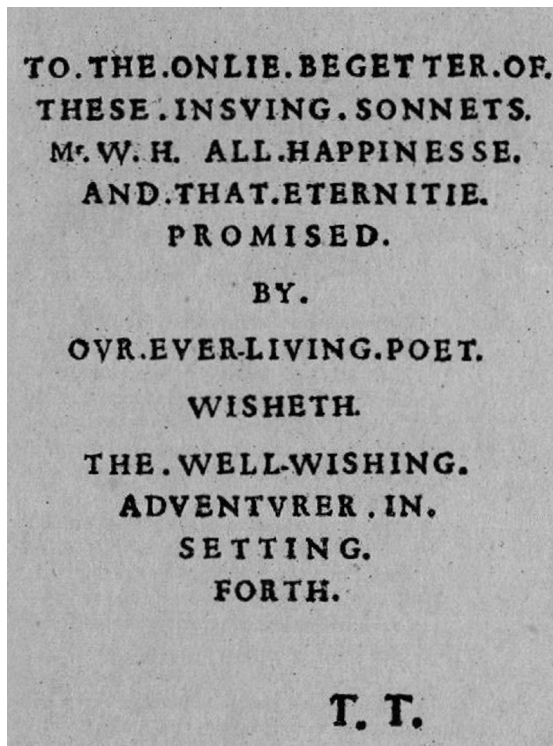 TO.THE.ONLIE.BEGETTER.OF.
THESE.INSVING.SONNETS.
Mr.W.H. ALL.HAPPINESSE.
AND.THAT.ETERNITIE.
PROMISED.
BY.
OVR.EVER-LIVING.POET.
WISHETH.
THE.WELL-WISHING.
ADVENTVRER.IN.
SETTING.
FORTH.
T. T.